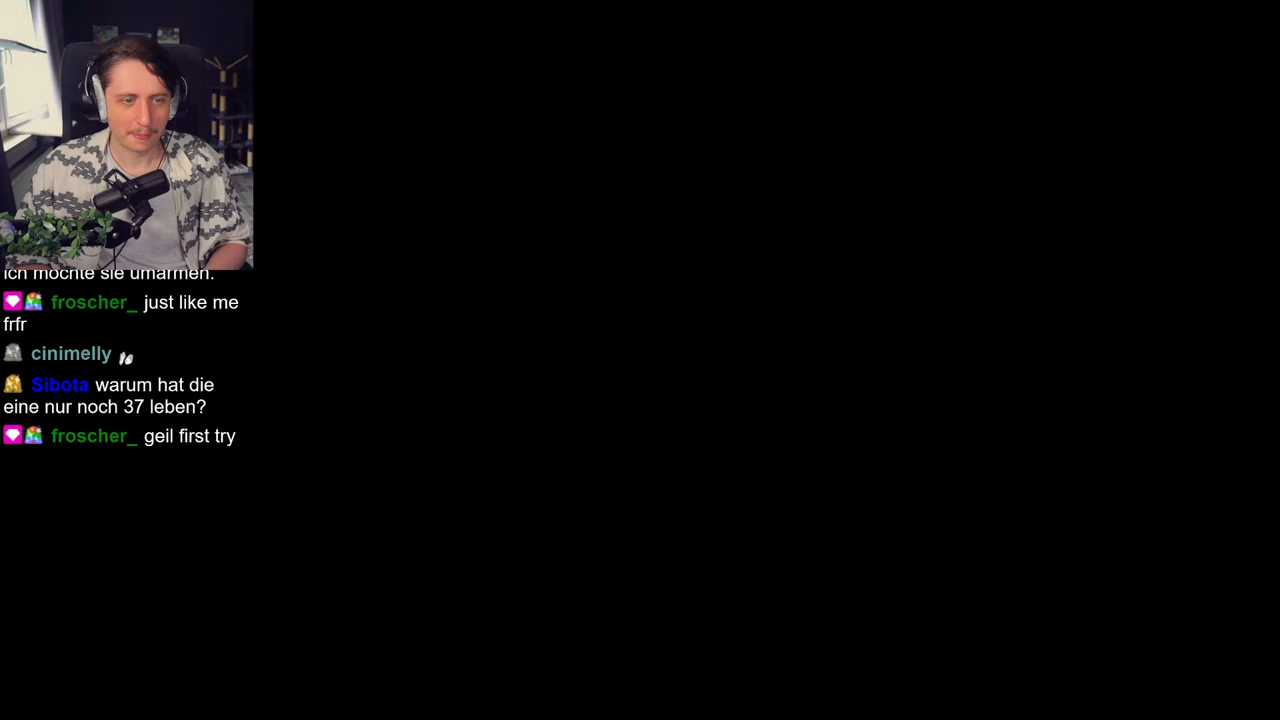 ich möchte sie umarmen.
froscher_ just like me
frfr
cinimelly
Sibota warum hat die
eine nur noch 37 leben?
froscher_ geil first try